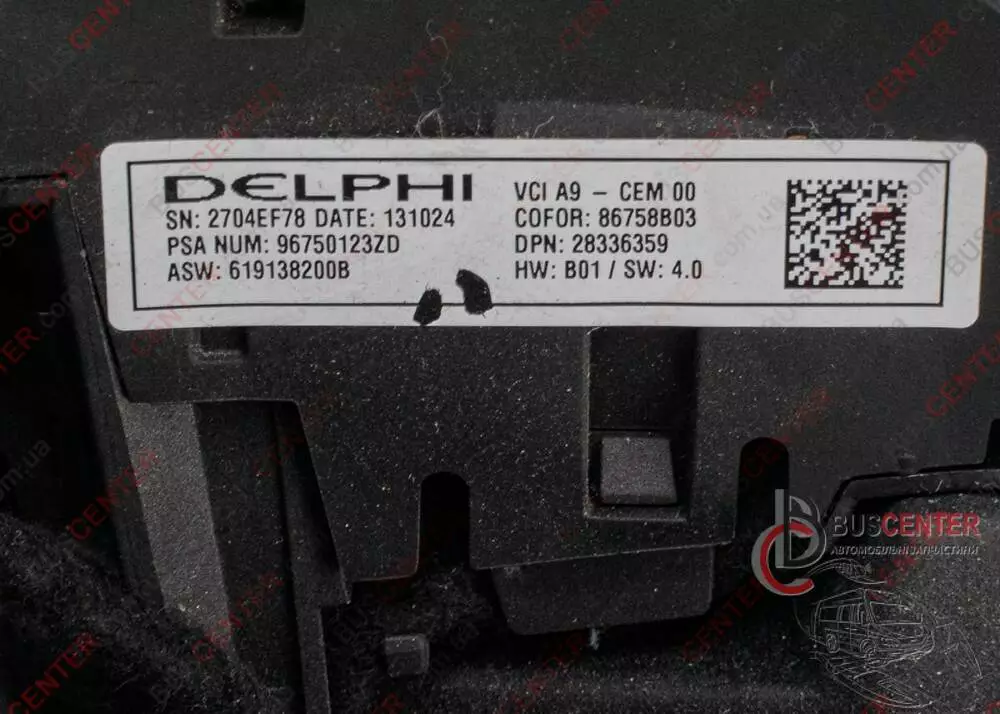 DELPHI
SN: 2704EF78 DATE: 131024
PSA NUM: 96750123ZD
ASW: 619138200B
VCI A9 - CEM 00
COFOR: 86758B03
DPN: 28336359
HW: B01 / SW: 4.0
BUSCENTER
АВТОМОБІЛЬНІ ЗАПЧАСТИНИ